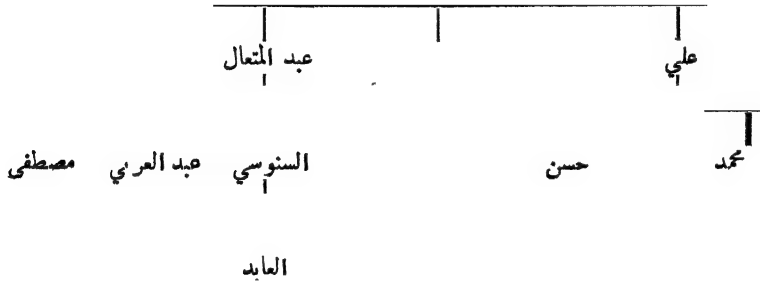 علي عبد المتعال
محمد حسن السنوسي عبد العربي مصطفى
العابد